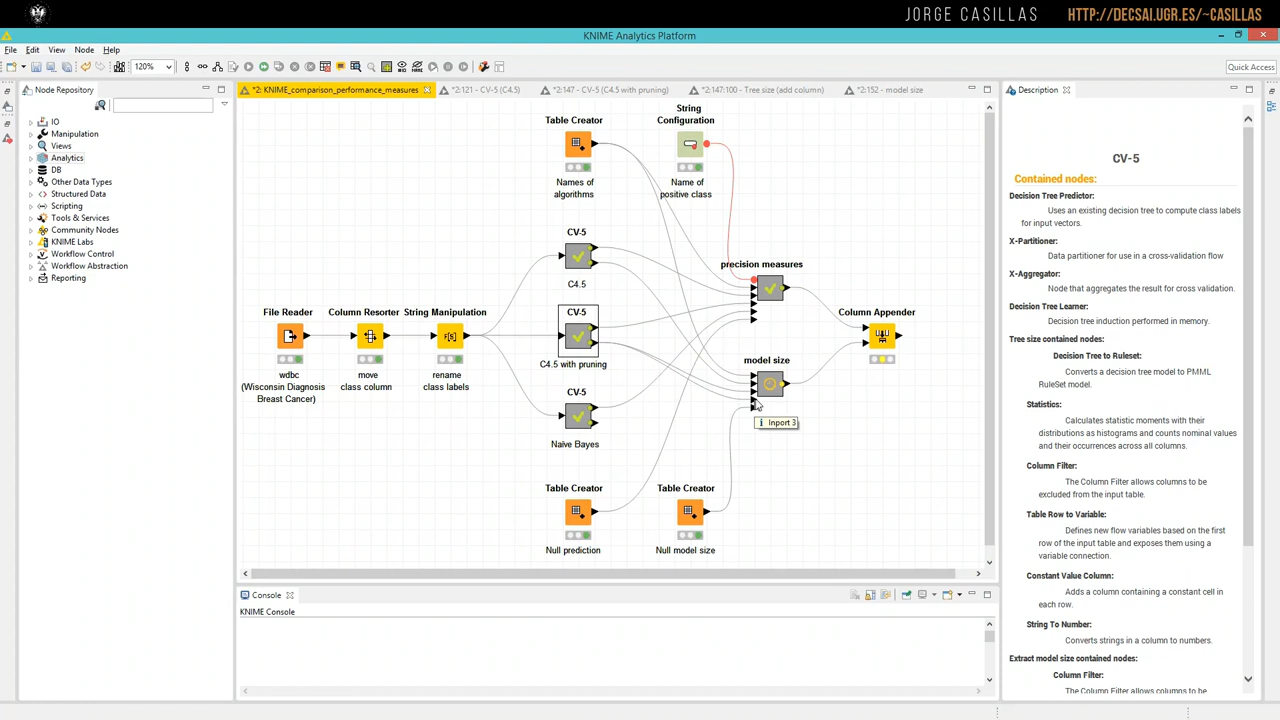 JORGE CASILLAS
HTTP://DECSAI.UGR.ES/~CASILLAS
KNIME Analytics Platform
File Edit View Node Help
120%
Quick Access
Node Repository
IO
Manipulation
Views
Analytics
DB
Other Data Types
Structured Data
Scripting
Tools & Services
Community Nodes
KNIME Labs
Workflow Control
Workflow Abstraction
Reporting
*2: KNIME_comparison_performance_measures
*2:121 - CV-5 (C4.5)
*2:147 - CV-5 (C4.5 with pruning)
*2:147:100 - Tree size (add column)
*2:152 - model size
Table Creator
Names of
algorithms
String
Configuration
Name of
positive class
CV-5
C4.5
precision measures
File Reader
wdbc
(Wisconsin Diagnosis
Breast Cancer)
Column Resorter
move
class column
String Manipulation
rename
class labels
CV-5
C4.5 with pruning
Column Appender
model size
Inport 3
CV-5
Naïve Bayes
Table Creator
Null prediction
Table Creator
Null model size
Console
KNIME Console
Description
CV-5
Contained nodes:
Decision Tree Predictor:
Uses an existing decision tree to compute class labels
for input vectors.
X-Partitioner:
Data partitioner for use in a cross-validation flow
X-Aggregator:
Node that aggregates the result for cross validation.
Decision Tree Learner:
Decision tree induction performed in memory.
Tree size contained nodes:
Decision Tree to Ruleset:
Converts a decision tree model to PMML
RuleSet model.
Statistics:
Calculates statistic moments with their
distributions as histograms and counts nominal values
and their occurrences across all columns.
Column Filter:
The Column Filter allows columns to be
excluded from the input table.
Table Row to Variable:
Defines new flow variables based on the first
row of the input table and exposes them using a
variable connection.
Constant Value Column:
Adds a column containing a constant cell in
each row.
String To Number:
Converts strings in a column to numbers.
Extract model size contained nodes:
Column Filter:
The Column Filter allows columns to be